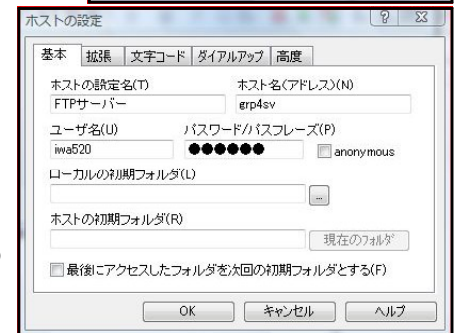 ホストの設定
基本 拡張 文字コード ダイアルアップ 高度
ホストの設定名(T) ホスト名(アドレス)(N)
FTPサーバー grp4sv
ユーザ名(U) パスワード/パスフレーズ(P)
iwa520 ●●●●●● anonymous
ローカルの初期フォルダ(L)
...
ホストの初期フォルダ(R)
現在のフォルダ
最後にアクセスしたフォルダを次回の初期フォルダとする(F)
OK キャンセル ヘルプ